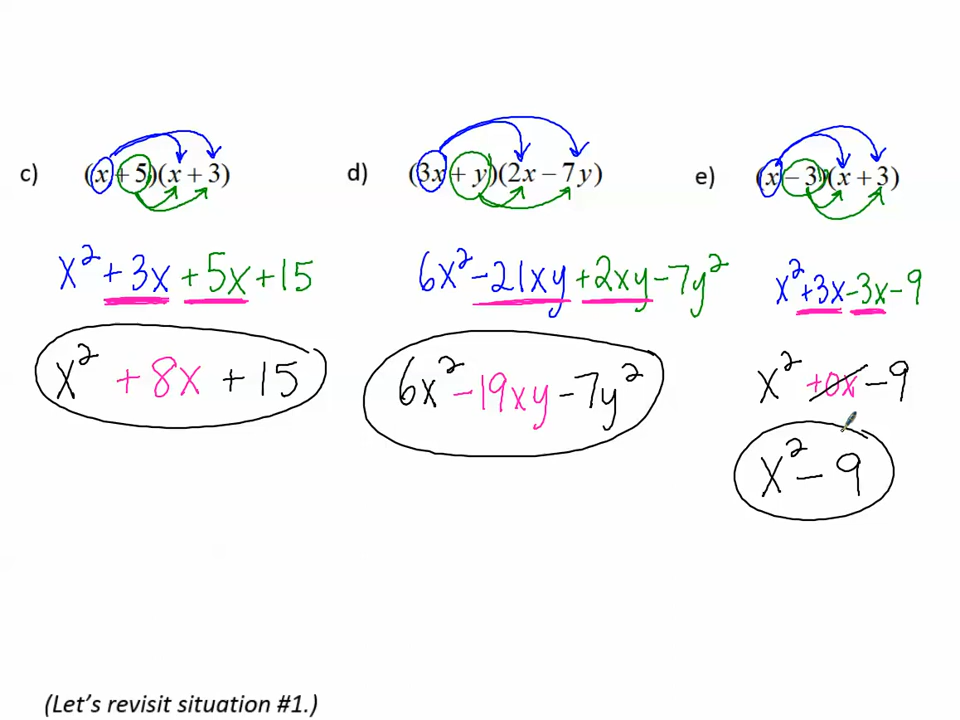 c) (x + 5)(x + 3)
x² + 3x + 5x + 15
x² + 8x + 15
d) (3x + y)(2x − 7y)
6x² − 21xy + 2xy − 7y²
6x² − 19xy − 7y²
e) (x − 3)(x + 3)
x² + 3x − 3x − 9
x² + 0x − 9
x² − 9
(Let's revisit situation #1.)